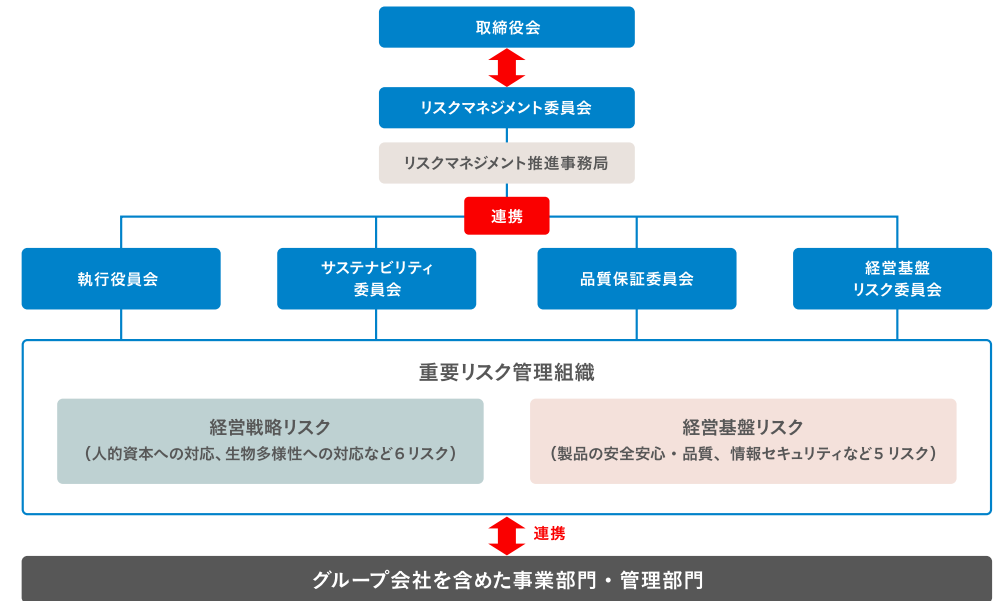 取締役会
リスクマネジメント委員会
リスクマネジメント推進事務局
連携
執行役員会
サステナビリティ
委員会
品質保証委員会
経営基盤
リスク委員会
重要リスク管理組織
経営戦略リスク
（人的資本への対応、生物多様性への対応など６リスク）
経営基盤リスク
（製品の安全安心・品質、情報セキュリティなど５リスク）
連携
グループ会社を含めた事業部門・管理部門